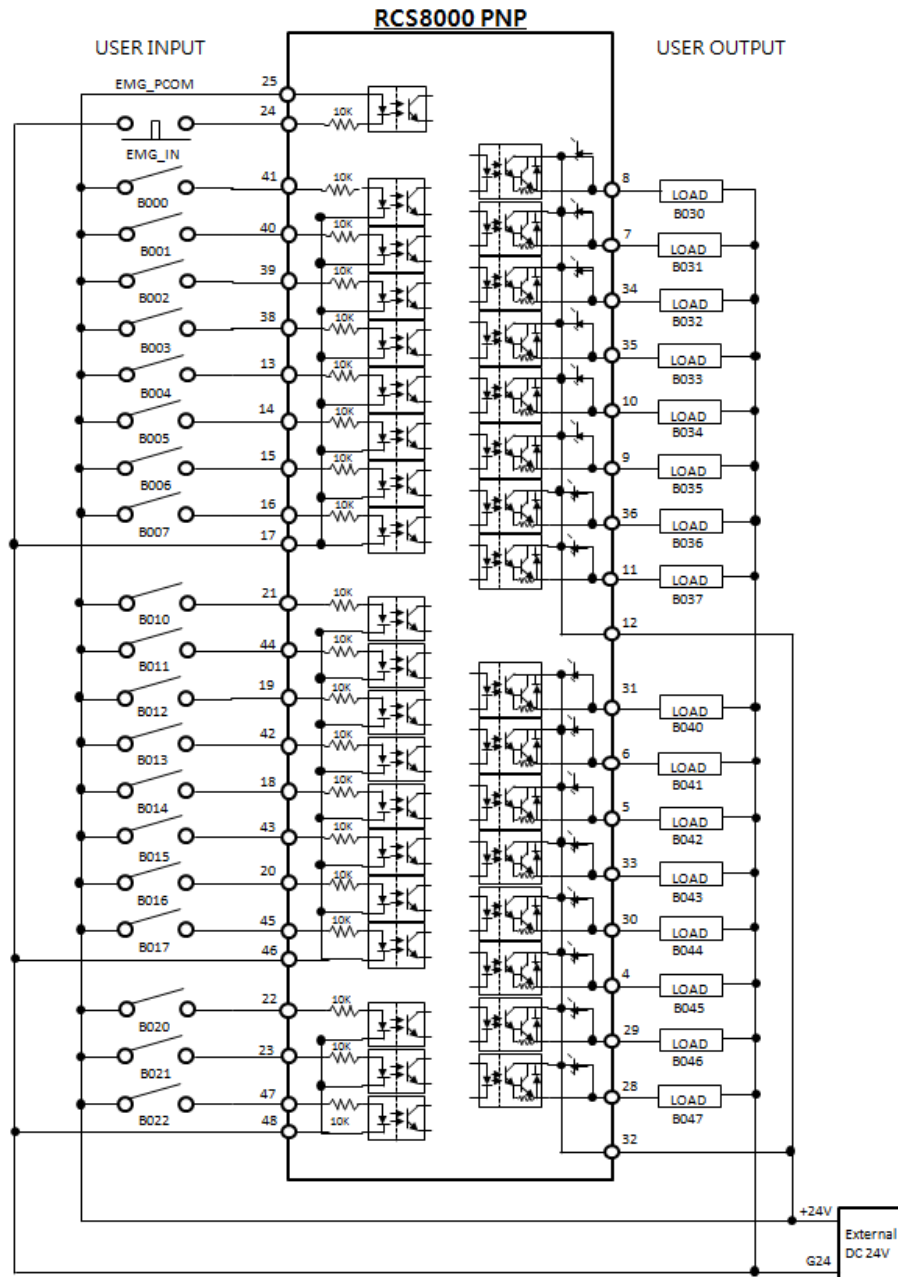 RCS8000 PNP
USER INPUT
USER OUTPUT
EMG_PCOM
25
24
10K
EMG_IN
41
10K
B000
40
10K
B001
39
10K
B002
38
10K
B003
13
10K
B004
14
10K
B005
15
10K
B006
16
10K
B007
17
21
10K
B010
44
10K
B011
19
10K
B012
42
10K
B013
18
10K
B014
43
10K
B015
20
10K
B016
45
10K
B017
46
22
10K
B020
23
10K
B021
47
10K
B022
48
8
LOAD
B030
7
LOAD
B031
34
LOAD
B032
35
LOAD
B033
10
LOAD
B034
9
LOAD
B035
36
LOAD
B036
11
LOAD
B037
12
31
LOAD
B040
6
LOAD
B041
5
LOAD
B042
33
LOAD
B043
30
LOAD
B044
4
LOAD
B045
29
LOAD
B046
28
LOAD
B047
32
+24V
External
DC 24V
G24